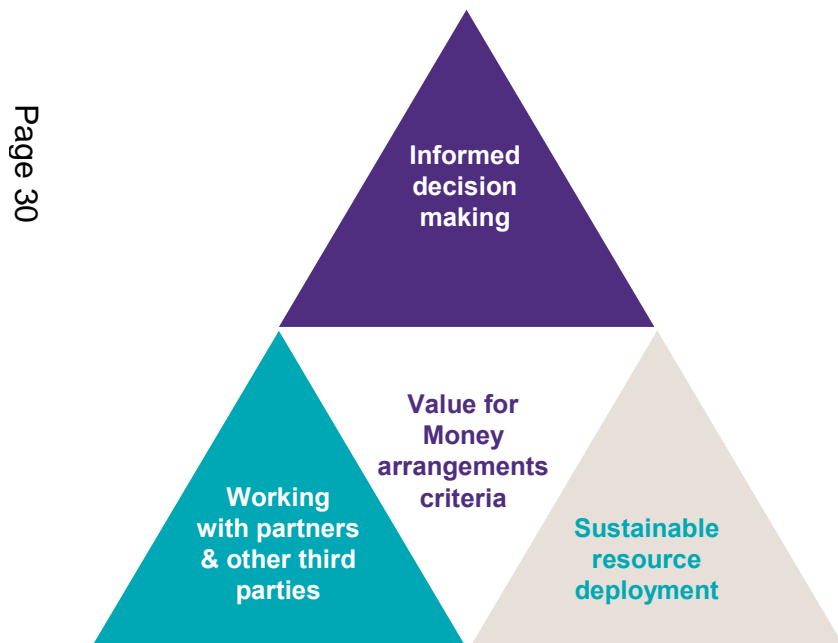 Page 30
Informed
decision
making
Value for
Money
arrangements
criteria
Working
with partners
& other third
parties
Sustainable
resource
deployment